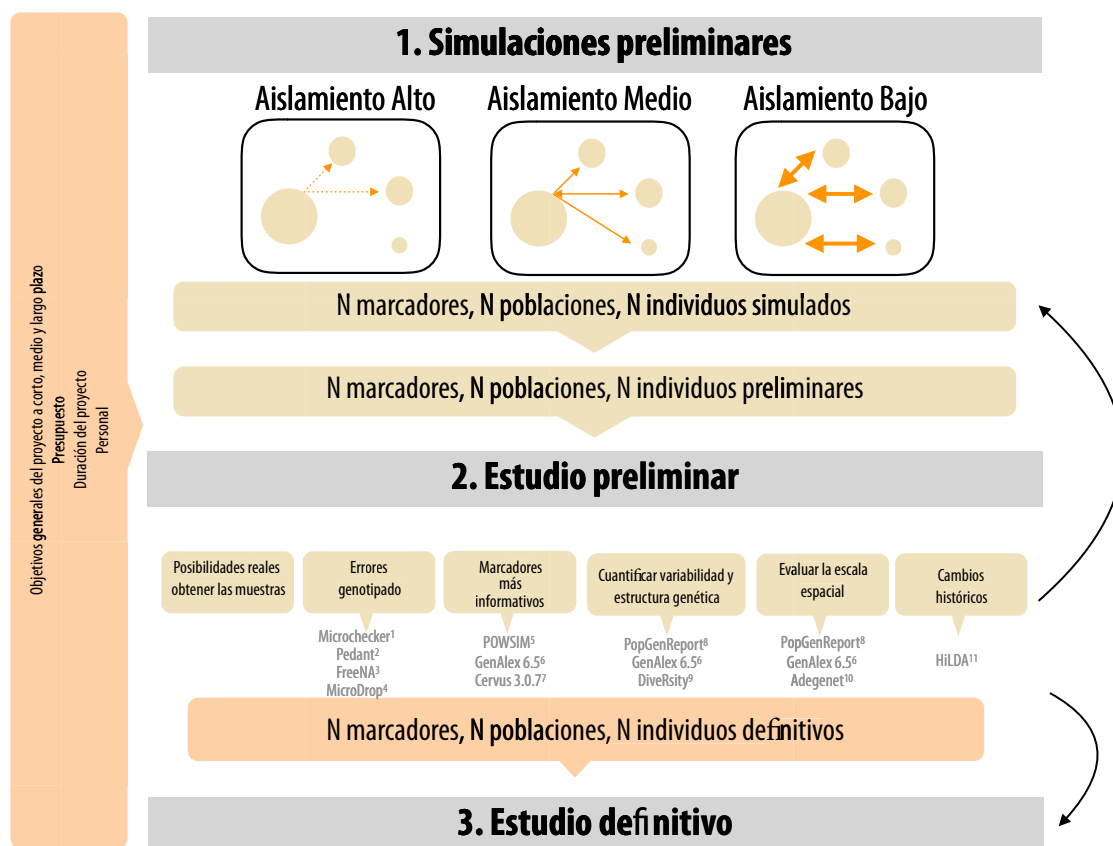 1. Simulaciones preliminares
Aislamiento Alto
Aislamiento Medio
Aislamiento Bajo
N marcadores, N poblaciones, N individuos simulados
N marcadores, N poblaciones, N individuos preliminares
Objetivos generales del proyecto a corto, medio y largo plazo
Presupuesto
Duración del proyecto
Personal
2. Estudio preliminar
Posibilidades reales
obtener las muestras
Errores
genotipado
Microchecker¹
Pedant²
FreeNA³
MicroDrop⁴
Marcadores
más
informativos
POWSIM⁵
GenAlex 6.5⁶
Cervus 3.0.7⁷
Cuantificar variabilidad y
estructura genética
PopGenReport⁸
GenAlex 6.5⁶
DiveRsity⁹
Evaluar la escala
espacial
PopGenReport⁸
GenAlex 6.5⁶
Adegenet¹⁰
Cambios
históricos
HiLDA¹¹
N marcadores, N poblaciones, N individuos definitivos
3. Estudio definitivo